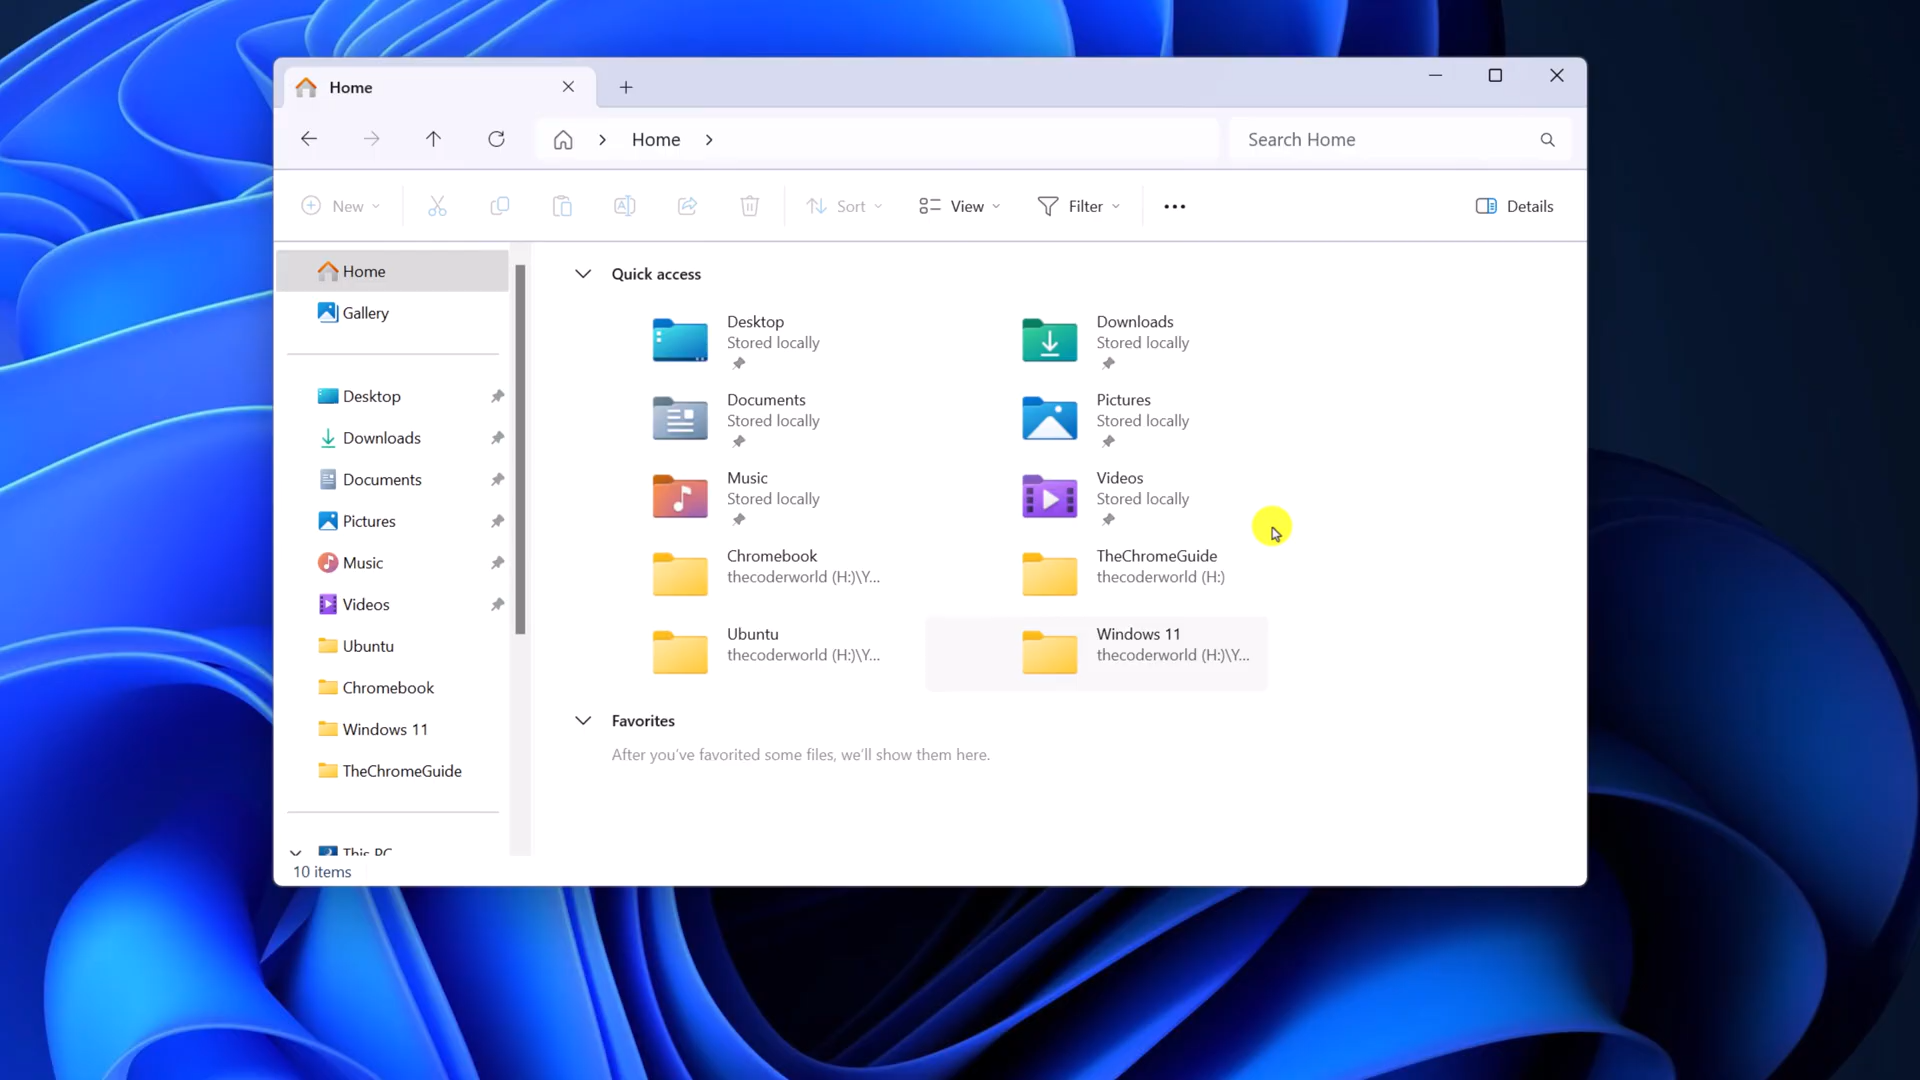 Home
Home
Search Home
New
Sort
View
Filter
Details
Home
Gallery
Desktop
Downloads
Documents
Pictures
Music
Videos
Ubuntu
Chromebook
Windows 11
TheChromeGuide
This PC
10 items
Quick access
Desktop
Stored locally
Downloads
Stored locally
Documents
Stored locally
Pictures
Stored locally
Music
Stored locally
Videos
Stored locally
Chromebook
thecoderworld (H:)\Y...
TheChromeGuide
thecoderworld (H:)
Ubuntu
thecoderworld (H:)\Y...
Windows 11
thecoderworld (H:)\Y...
Favorites
After you've favorited some files, we'll show them here.